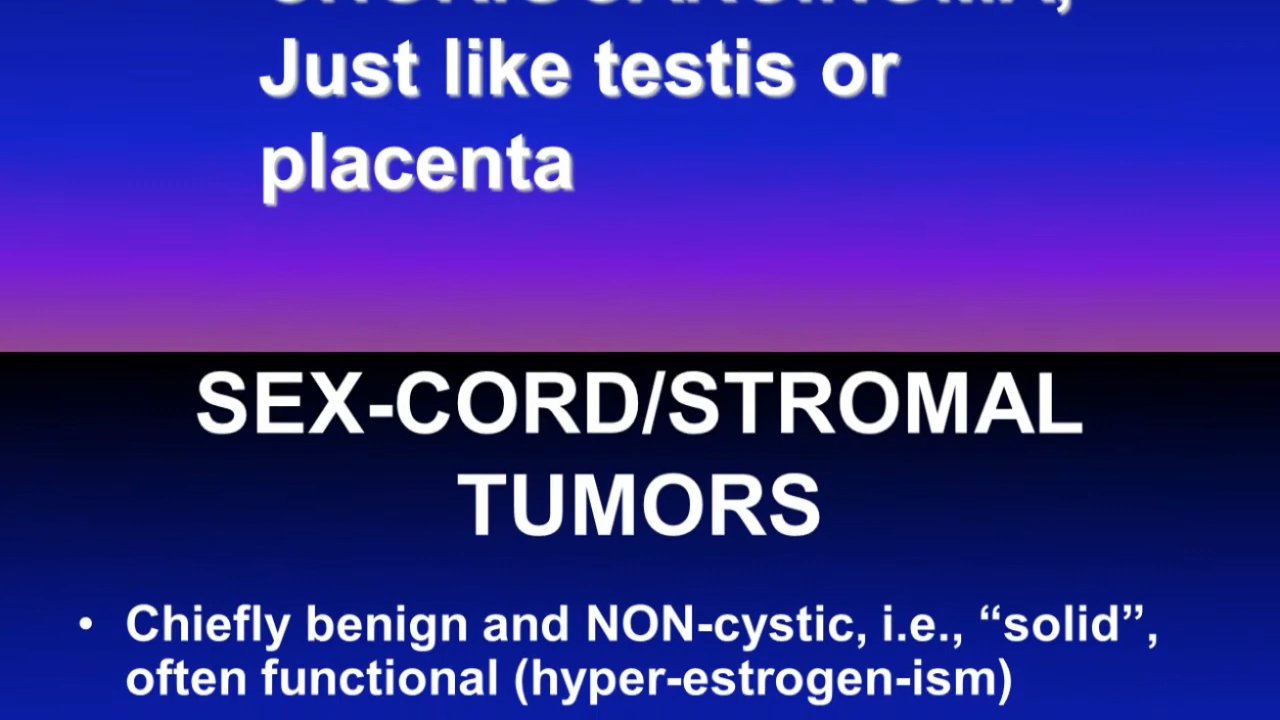 Just like testis or
placenta
SEX-CORD/STROMAL
TUMORS
• Chiefly benign and NON-cystic, i.e., “solid”,
often functional (hyper-estrogen-ism)